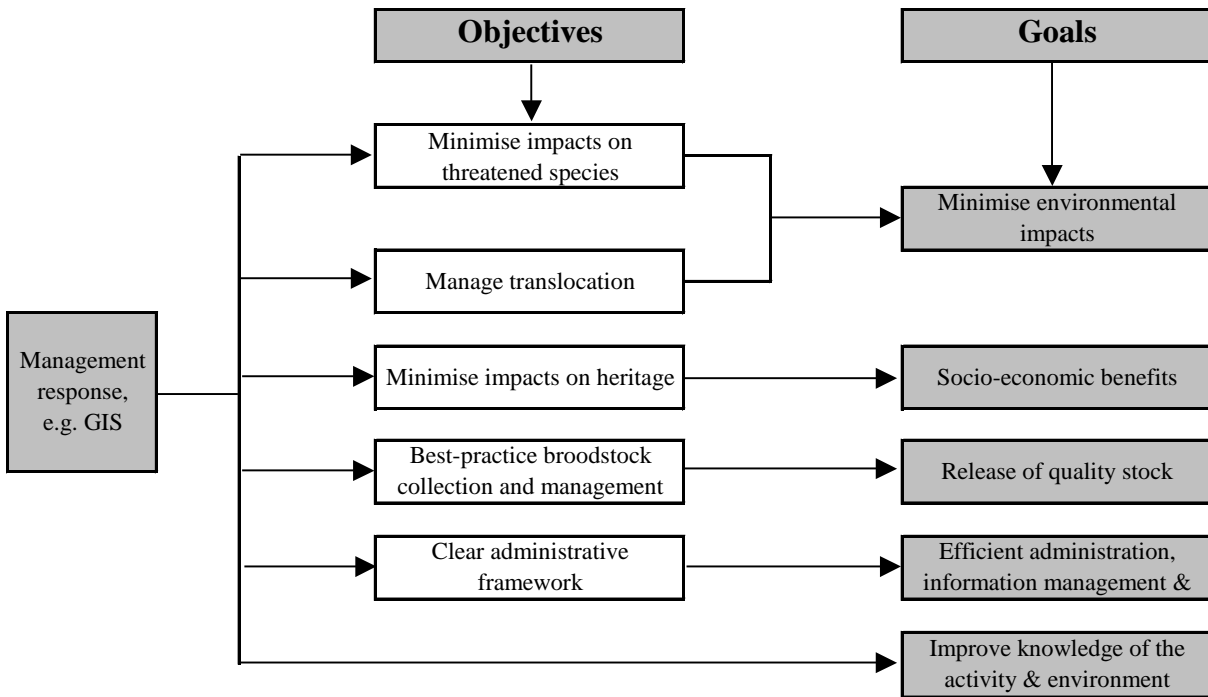 Objectives
Goals
Minimise impacts on
threatened species
Minimise environmental
impacts
Manage translocation
Management
response,
e.g. GIS
Minimise impacts on heritage
Socio-economic benefits
Best-practice broodstock
collection and management
Release of quality stock
Clear administrative
framework
Efficient administration,
information management &
Improve knowledge of the
activity & environment